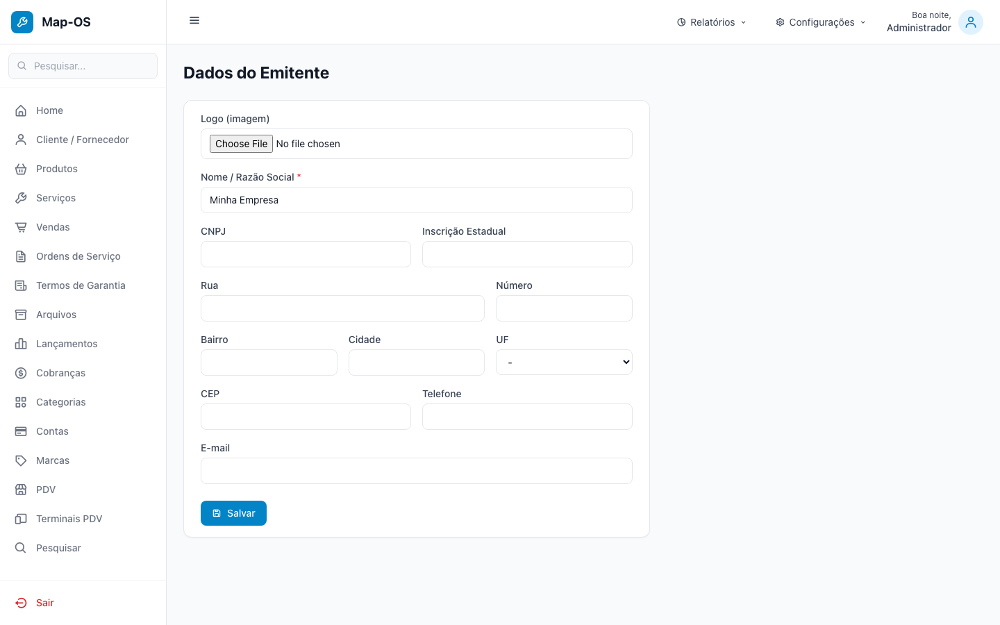 Map-OS
Relatórios
Configurações
Boa noite,
Administrador
Pesquisar...
Home
Cliente / Fornecedor
Produtos
Serviços
Vendas
Ordens de Serviço
Termos de Garantia
Arquivos
Lançamentos
Cobranças
Categorias
Contas
Marcas
PDV
Terminais PDV
Pesquisar
Sair
Dados do Emitente
Logo (imagem)
Choose File No file chosen
Nome / Razão Social *
Minha Empresa
CNPJ Inscrição Estadual
Rua Número
Bairro Cidade UF
-
CEP Telefone
E-mail
Salvar